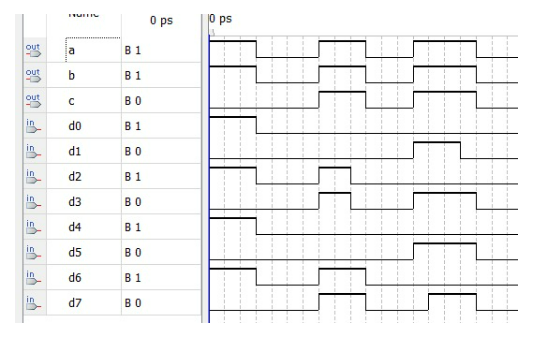 Name 0 ps 0 ps
out a B 1
out b B 1
out c B 0
in d0 B 1
in d1 B 0
in d2 B 1
in d3 B 0
in d4 B 1
in d5 B 0
in d6 B 1
in d7 B 0